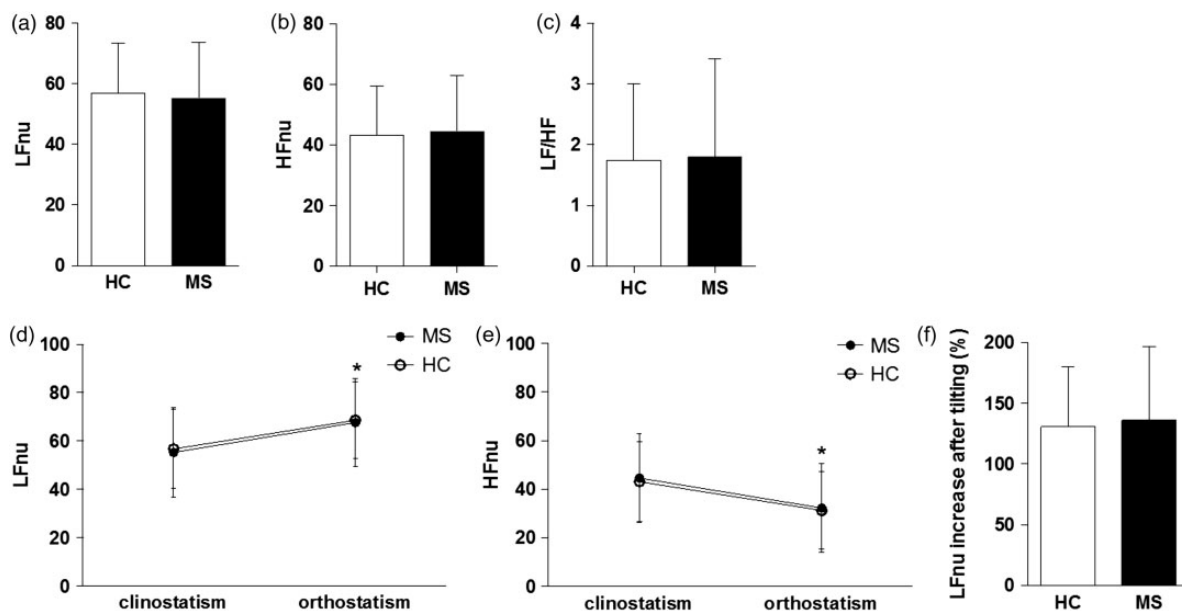 (a)
80
60
40
20
0
LFnu
HC MS
(b)
80
60
40
20
0
HFnu
HC MS
(c)
4
3
2
1
0
LF/HF
HC MS
(d)
100
80
60
40
20
0
LFnu
MS
HC
*
clinostatism orthostatism
(e)
100
80
60
40
20
0
HFnu
MS
HC
*
clinostatism orthostatism
(f)
200
150
100
50
0
LFnu increase after tilting (%)
HC MS